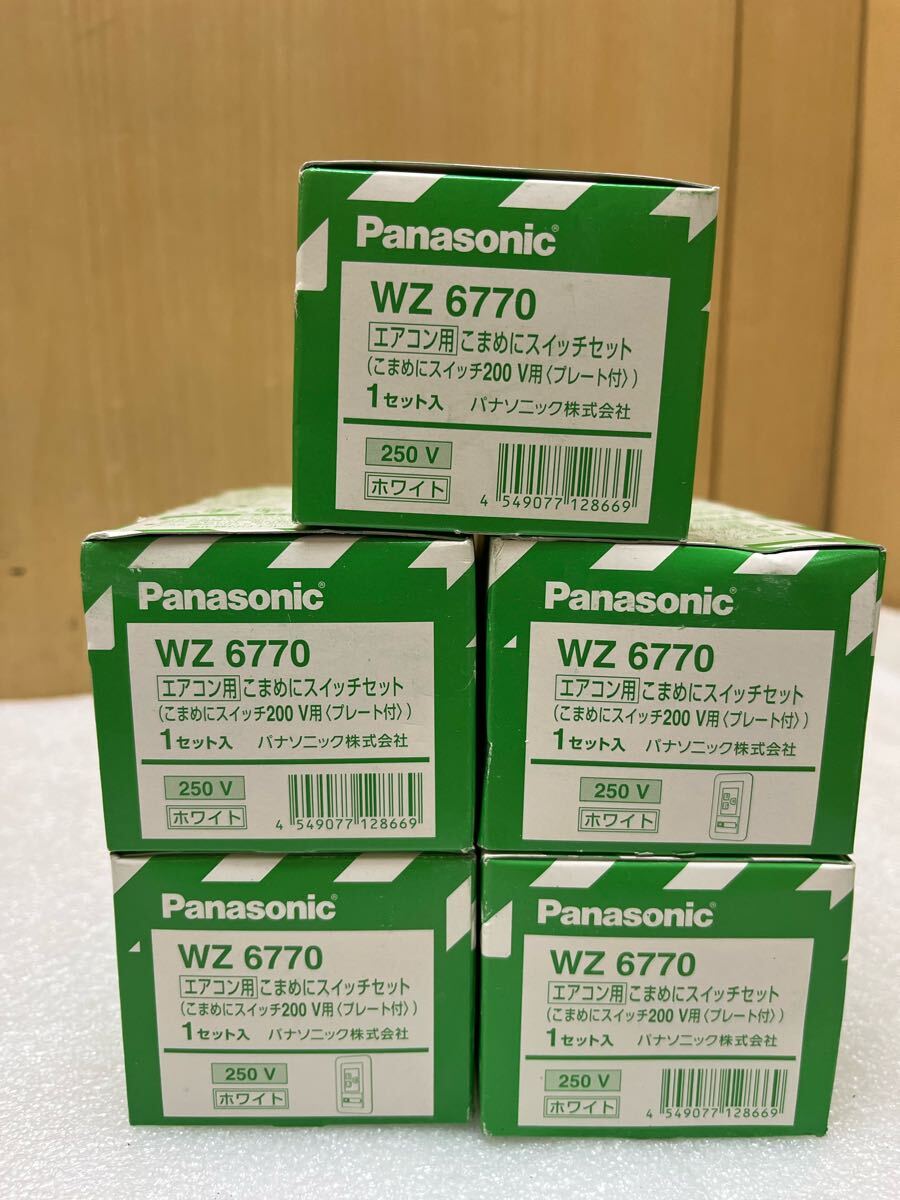 Panasonic®
WZ 6770
エアコン用 こまめにスイッチセット
(こまめにスイッチ200 V用〈プレート付〉)
1セット入 パナソニック株式会社
250 V
ホワイト
4 549077 128669
Panasonic®
WZ 6770
エアコン用 こまめにスイッチセット
(こまめにスイッチ200 V用〈プレート付〉)
1セット入 パナソニック株式会社
250 V
ホワイト
4 549077 128669
Panasonic®
WZ 6770
エアコン用 こまめにスイッチセット
(こまめにスイッチ200 V用〈プレート付〉)
1セット入 パナソニック株式会社
250 V
ホワイト
Panasonic®
WZ 6770
エアコン用 こまめにスイッチセット
(こまめにスイッチ200 V用〈プレート付〉)
1セット入 パナソニック株式会社
250 V
ホワイト
Panasonic®
WZ 6770
エアコン用 こまめにスイッチセット
(こまめにスイッチ200 V用〈プレート付〉)
1セット入 パナソニック株式会社
250 V
ホワイト
4 549077 128669